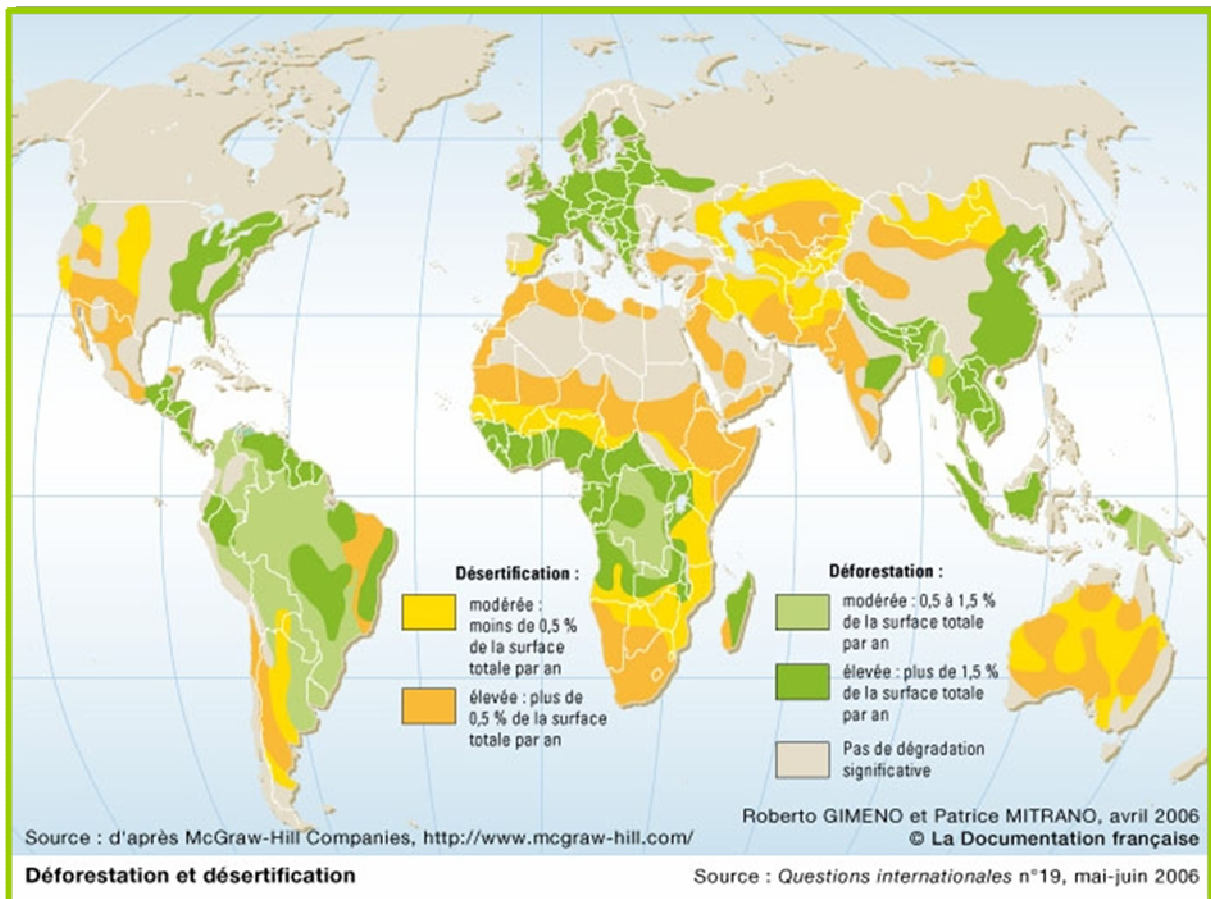 Désertification :
modérée :
moins de 0,5 %
de la surface
totale par an
élevée : plus de
0,5 % de la surface
totale par an
Déforestation :
modérée : 0,5 à 1,5 %
de la surface totale
par an
élevée : plus de 1,5 %
de la surface totale
par an
Pas de dégradation
significative
Roberto GIMENO et Patrice MITRANO, avril 2006
Source : d'après McGraw-Hill Companies, http://www.mcgraw-hill.com/
© La Documentation française
Déforestation et désertification
Source : Questions internationales n°19, mai-juin 2006